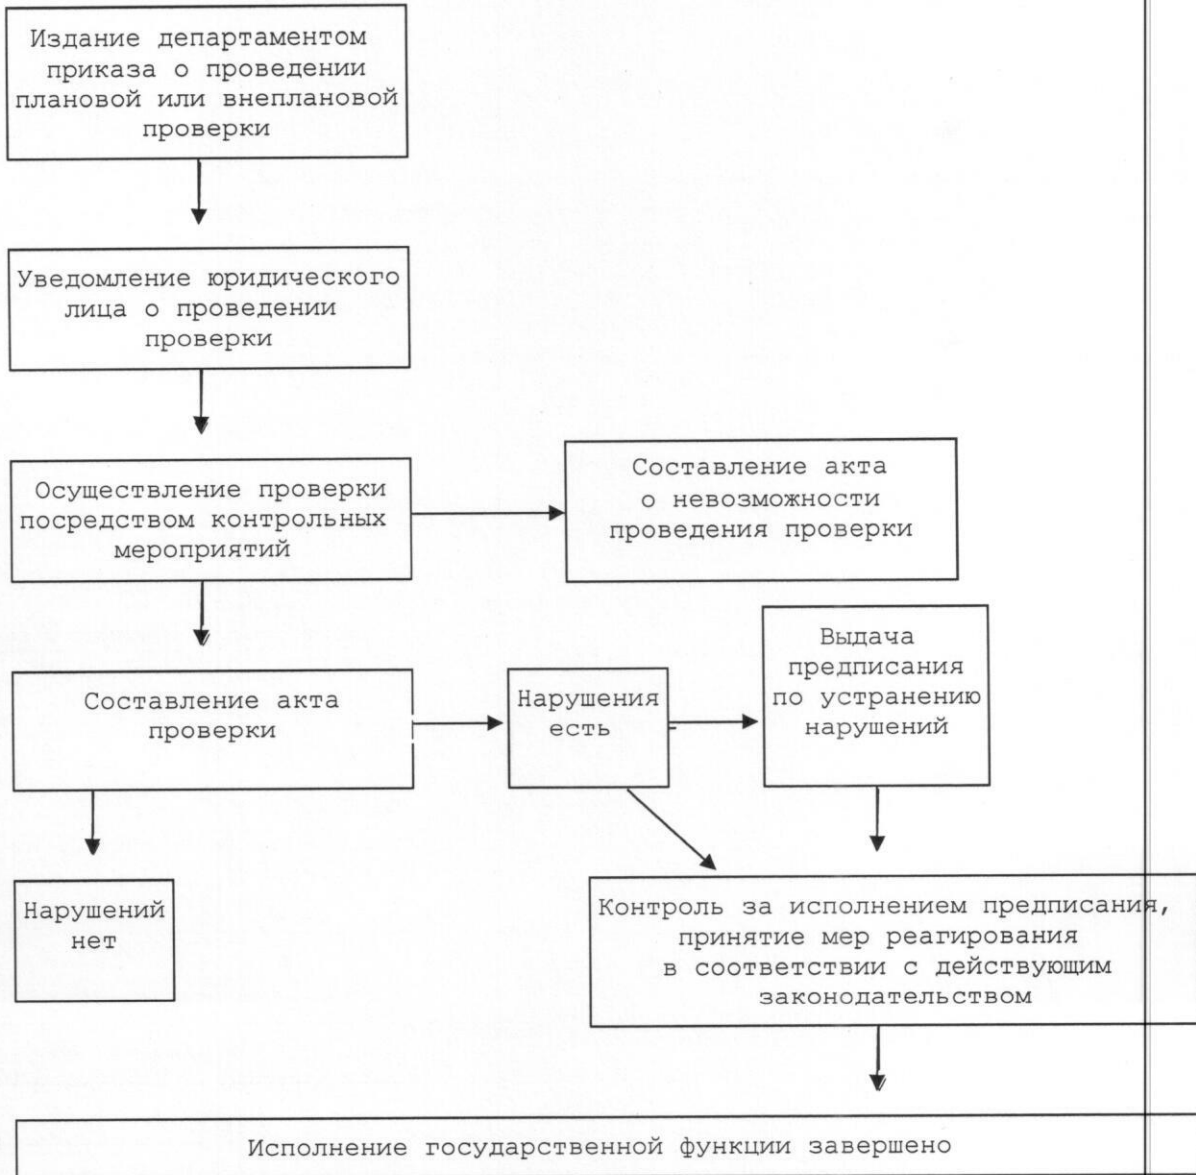 Издание департаментом
приказа о проведении
плановой или внеплановой
проверки
Уведомление юридического
лица о проведении
проверки
Осуществление проверки
посредством контрольных
мероприятий
Составление акта
о невозможности
проведения проверки
Составление акта
проверки
Нарушения
есть
Выдача
предписания
по устранению
нарушений
Нарушений
нет
Контроль за исполнением предписания,
принятие мер реагирования
в соответствии с действующим
законодательством
Исполнение государственной функции завершено